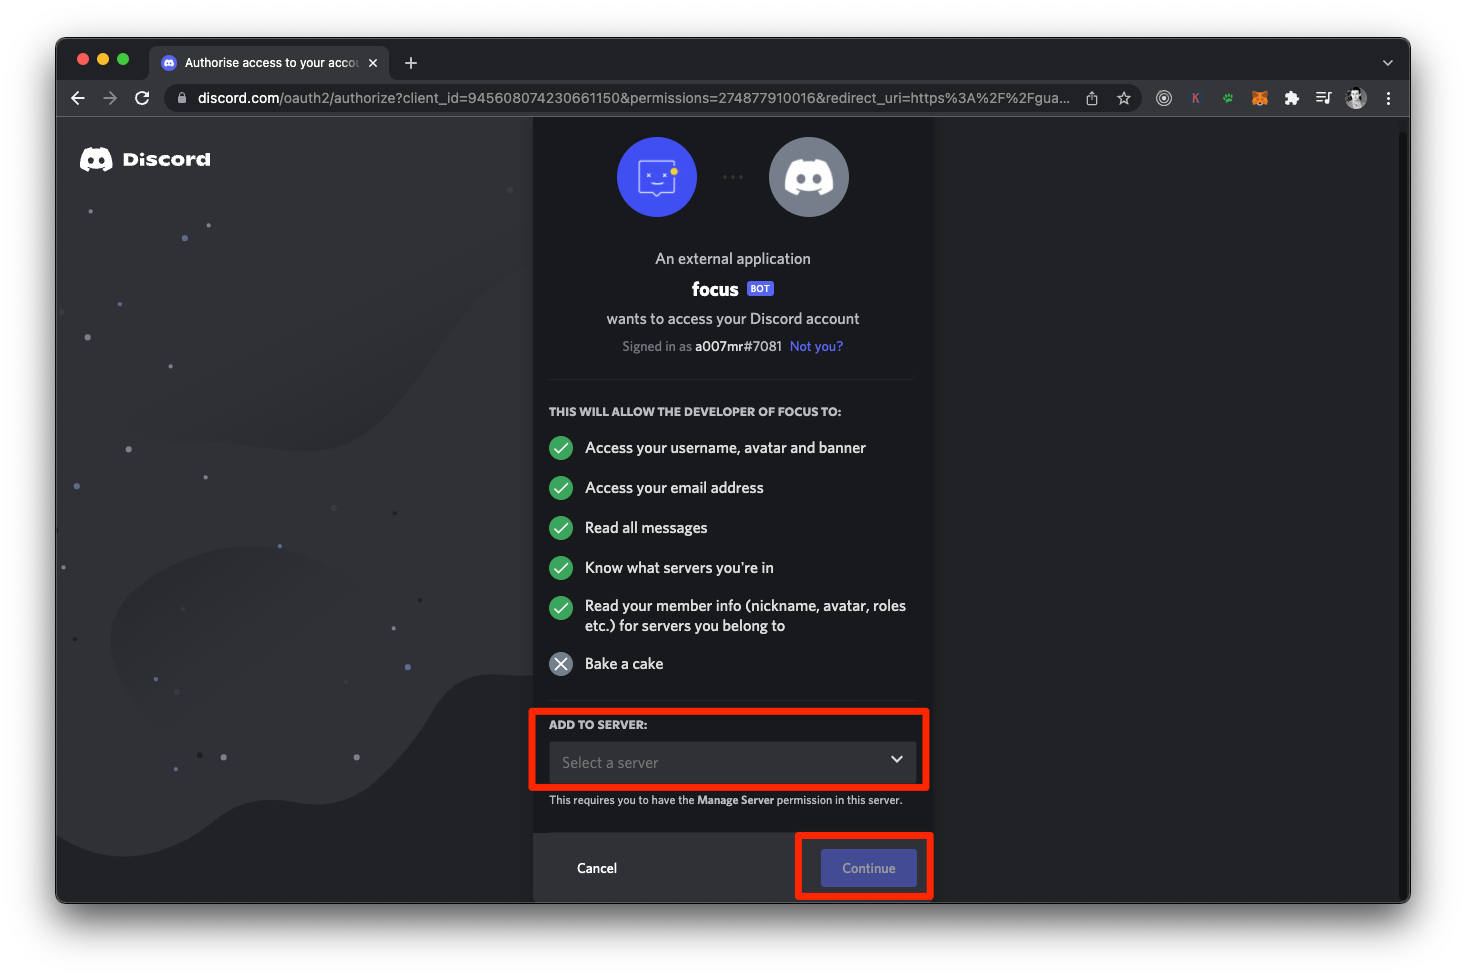 Authorise access to your accou
discord.com/oauth2/authorize?client_id=945608074230661150&permissions=274877910016&redirect_uri=https%3A%2F%2Fgua...
K
Discord
An external application
focus BOT
wants to access your Discord account
Signed in as a007mr#7081 Not you?
THIS WILL ALLOW THE DEVELOPER OF FOCUS TO:
Access your username, avatar and banner
Access your email address
Read all messages
Know what servers you're in
Read your member info (nickname, avatar, roles
etc.) for servers you belong to
Bake a cake
ADD TO SERVER:
Select a server
This requires you to have the Manage Server permission in this server.
Cancel
Continue